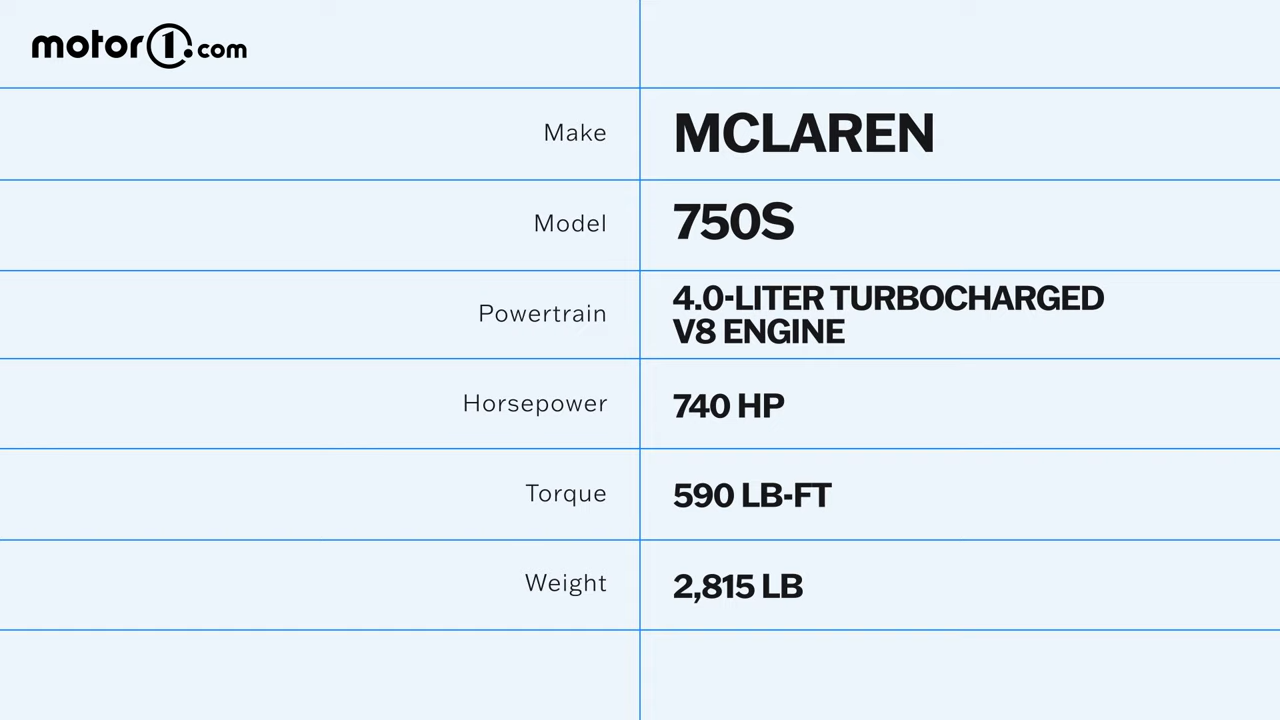 motor1.com
Make
MCLAREN
Model
750S
Powertrain
4.0-LITER TURBOCHARGED
V8 ENGINE
Horsepower
740 HP
Torque
590 LB-FT
Weight
2,815 LB